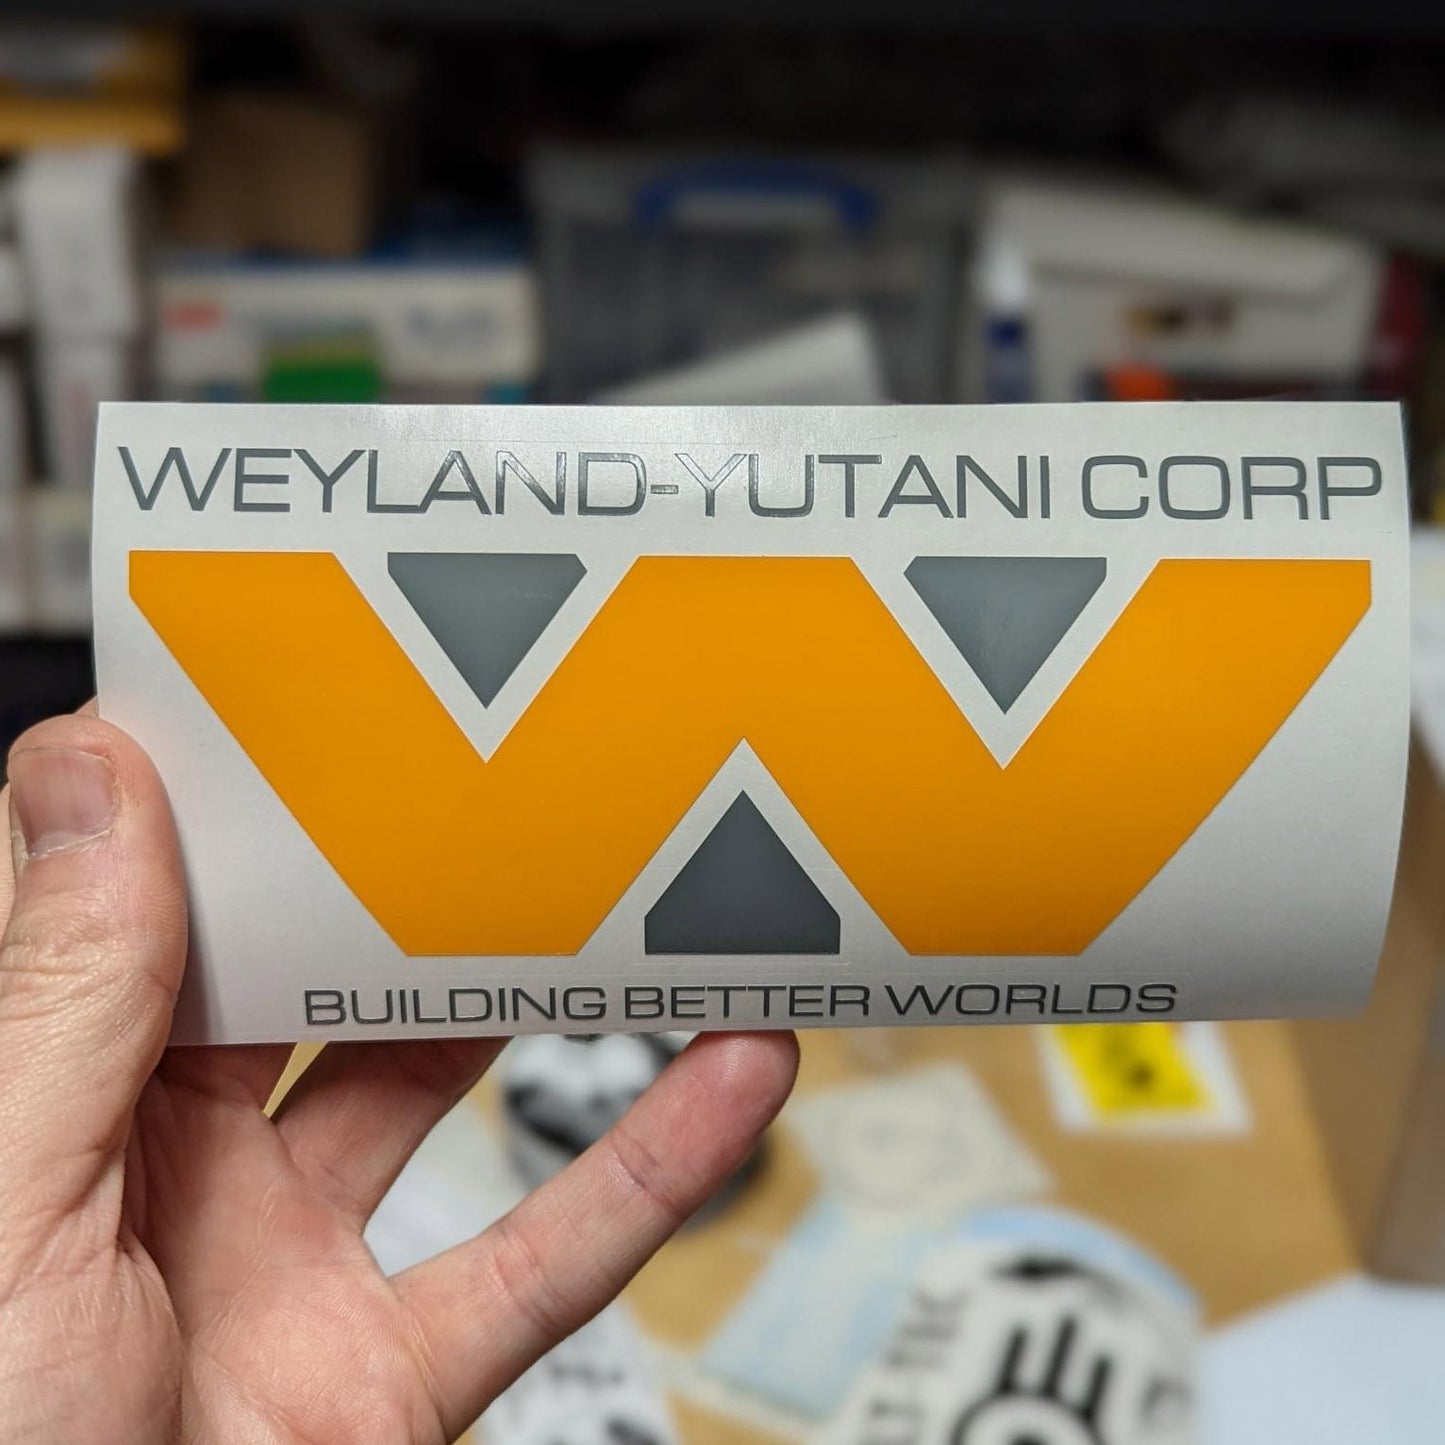 WEYLAND-YUTANI CORP
BUILDING BETTER WORLDS